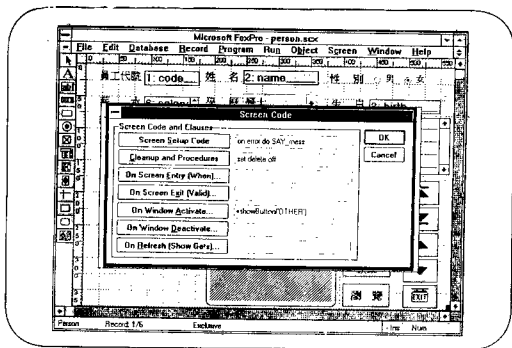 Microsoft FoxPro - person.scx
File Edit Database Record Program Run Object Screen Window Help
員工代號 1: code 姓 名 2: name 性 別 男 女
Screen Code
Screen Code and Clauses
Screen Setup Code
on error do SAY_mess
OK
Cleanup and Procedures
set delete off
Cancel
On Screen Entry (When)...
On Screen Exit (Valid)...
On Window Activate...
=showButton("OTHER")
On Window Deactivate...
On Refresh (Show Gets)...
瀏 覽
EXIT
Person Record: 1/6 Exclusive Ins Num